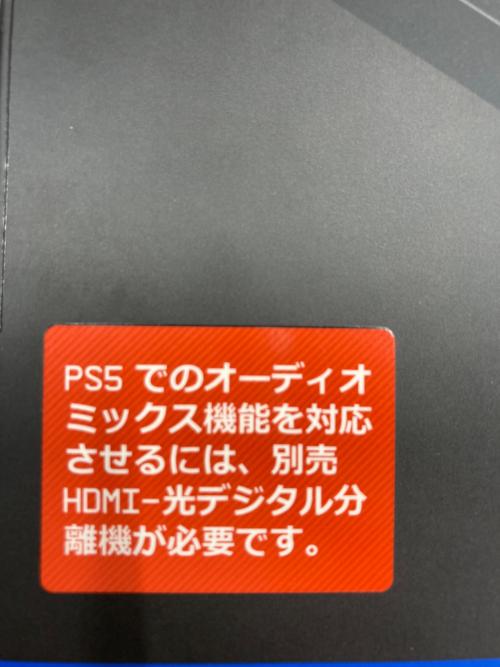 PS5 でのオーディオ
ミックス機能を対応
させるには、別売
HDMI-光デジタル分
離機が必要です。